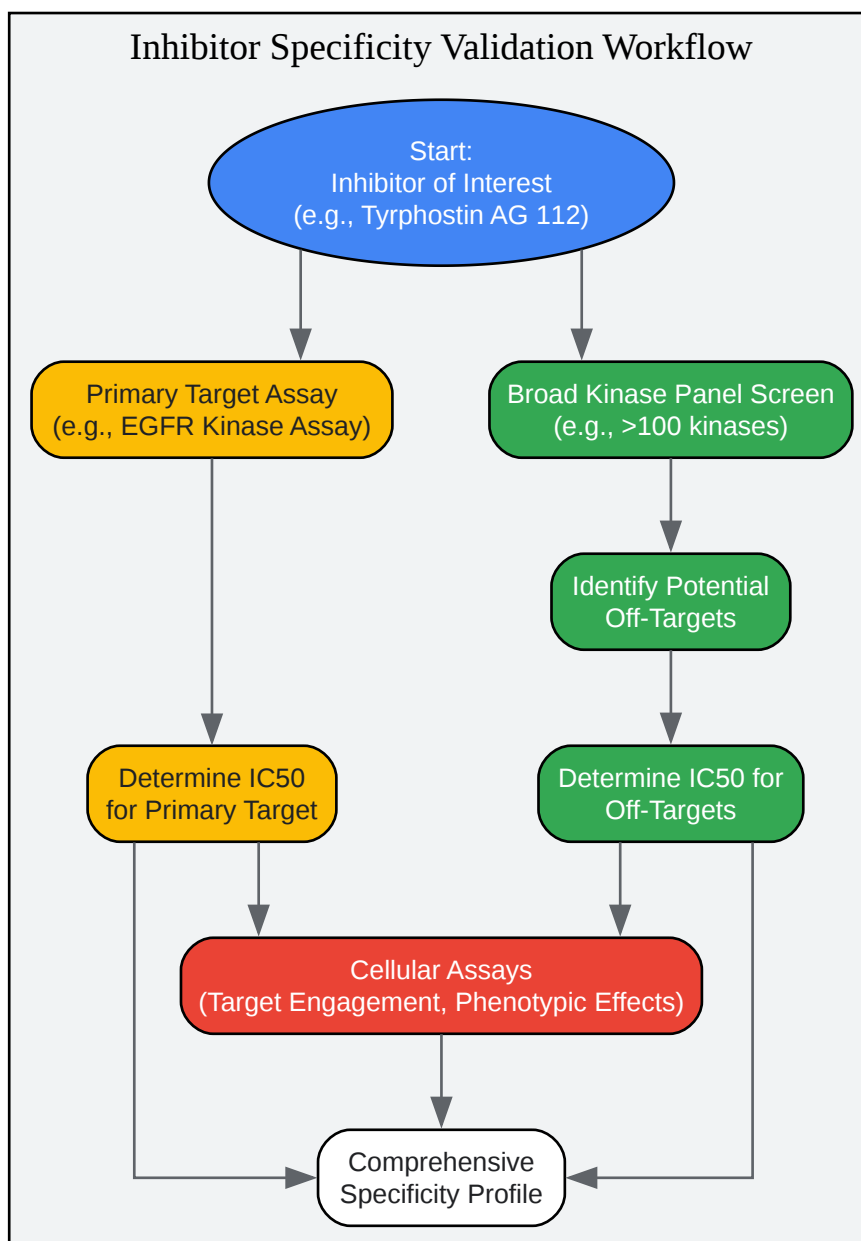 Inhibitor Specificity Validation Workflow
Start:
Inhibitor of Interest
(e.g., Tyrphostin AG 112)
Primary Target Assay
(e.g., EGFR Kinase Assay)
Broad Kinase Panel Screen
(e.g., >100 kinases)
Identify Potential
Off-Targets
Determine IC50
for Primary Target
Determine IC50 for
Off-Targets
Cellular Assays
(Target Engagement, Phenotypic Effects)
Comprehensive
Specificity Profile